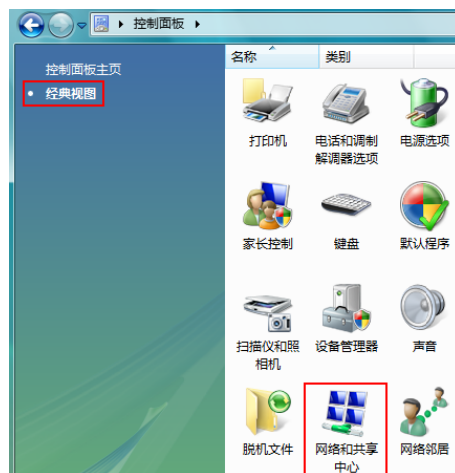 控制面板
名称 类别
控制面板主页
经典视图
打印机 电话和调制 电源选项
解调器选项
家长控制 键盘 默认程序
扫描仪和照 设备管理器 声音
相机
脱机文件 网络和共享 网络邻居
中心